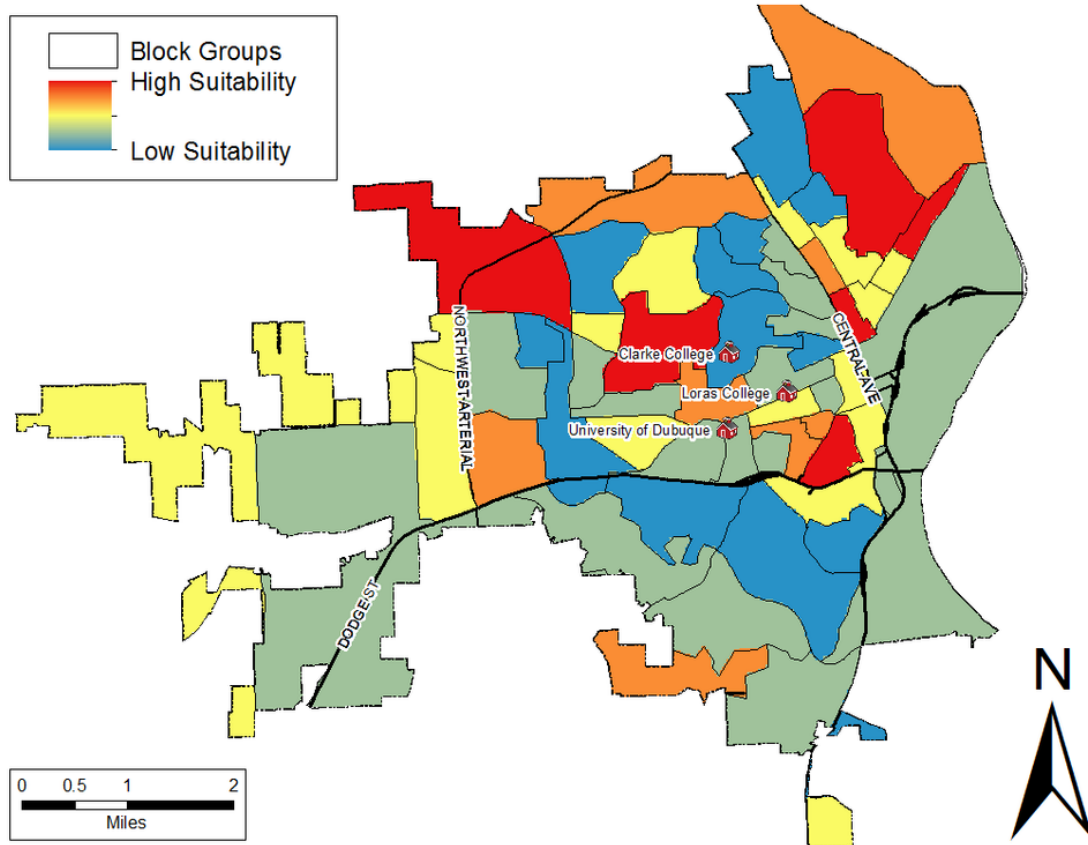 Block Groups
High Suitability
Low Suitability
NORTHWEST ARTERIAL
CENTRAL AVE
Clarke College
Loras College
University of Dubuque
DODGE ST
N
0 0.5 1 2
Miles